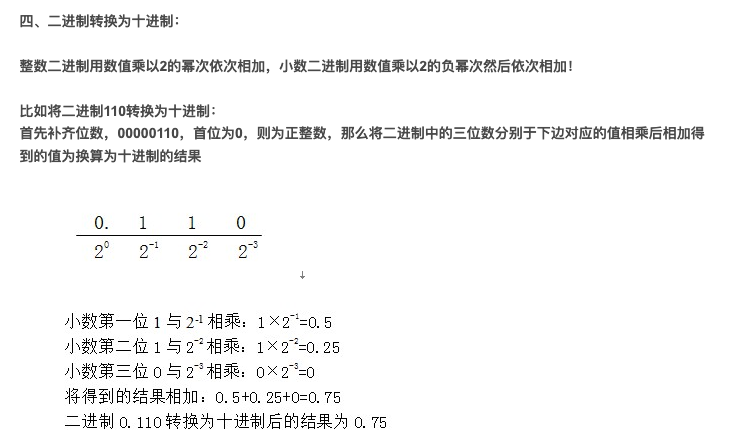 四、二进制转换为十进制：
整数二进制用数值乘以2的幂次依次相加，小数二进制用数值乘以2的负幂次然后依次相加！
比如将二进制110转换为十进制：
首先补齐位数，00000110，首位为0，则为正整数，那么将二进制中的三位数分别于下边对应的值相乘后相加得
到的值为换算为十进制的结果
0. 1 1 0
2⁰ 2⁻¹ 2⁻² 2⁻³
↓
小数第一位 1 与 2⁻¹ 相乘：1×2⁻¹=0.5
小数第二位 1 与 2⁻² 相乘：1×2⁻²=0.25
小数第三位 0 与 2⁻³ 相乘：0×2⁻³=0
将得到的结果相加：0.5+0.25+0=0.75
二进制 0.110 转换为十进制后的结果为 0.75